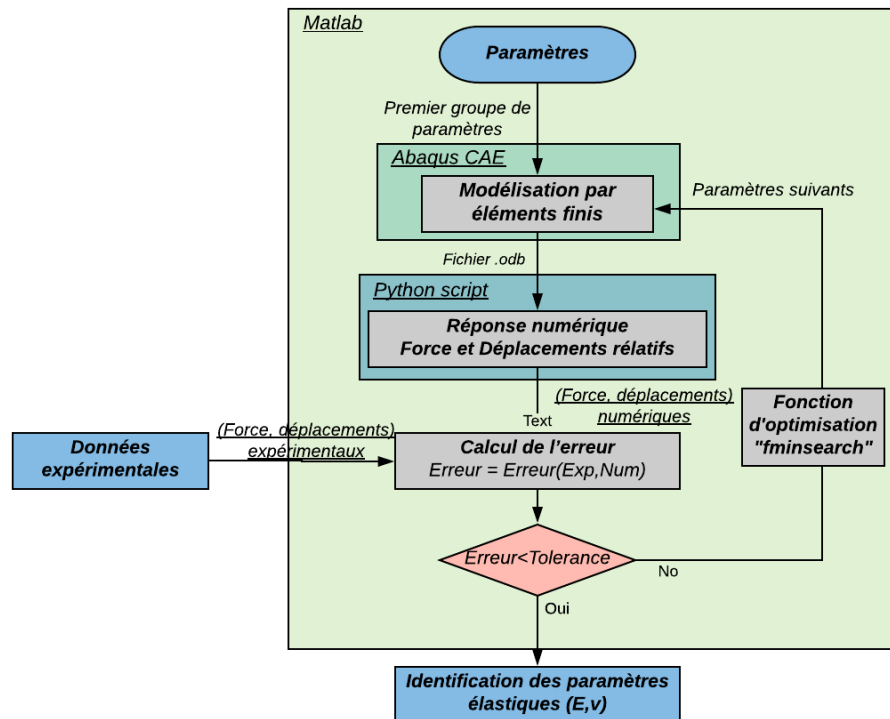 Matlab
Paramètres
Premier groupe de
paramètres
Abaqus CAE
Modélisation par
éléments finis
Paramètres suivants
Fichier .odb
Python script
Réponse numérique
Force et Déplacements rélatifs
(Force, déplacements)
numériques
Text
Fonction
d'optimisation
"fminsearch"
Données
expérimentales
(Force, déplacements)
expérimentaux
Calcul de l’erreur
Erreur = Erreur(Exp,Num)
Erreur<Tolerance
No
Oui
Identification des paramètres
élastiques (E,v)